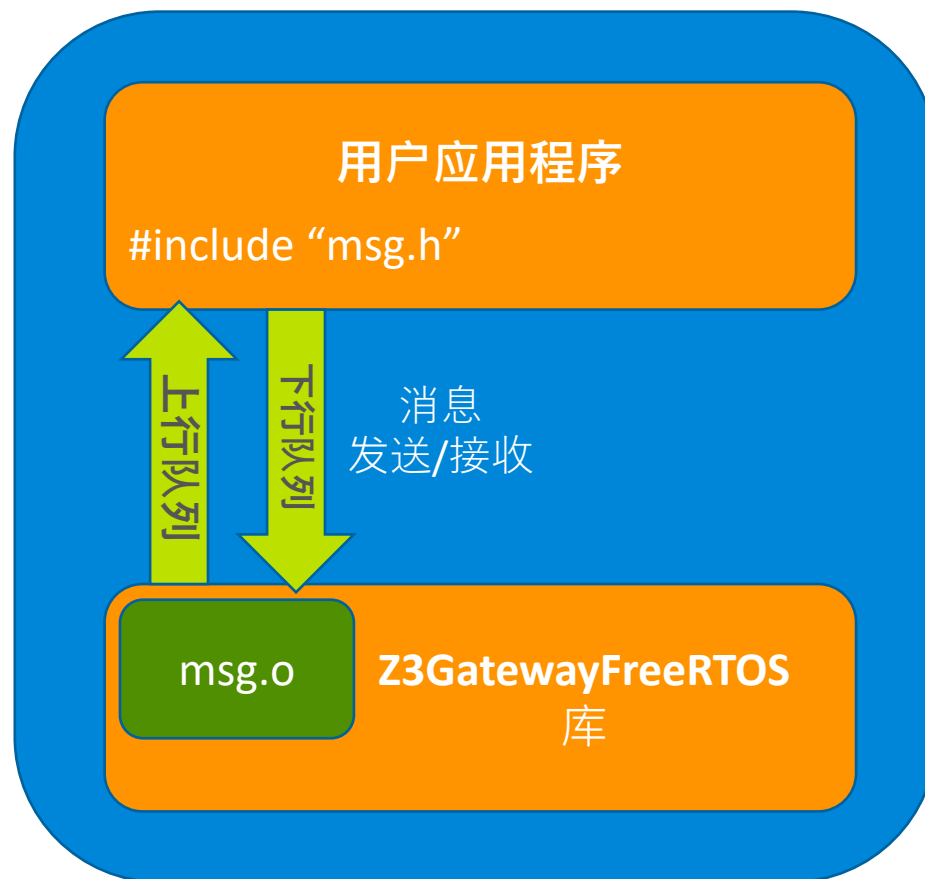 用户应用程序
#include “msg.h”
上行队列
下行队列
消息
发送/接收
msg.o
Z3GatewayFreeRTOS
库